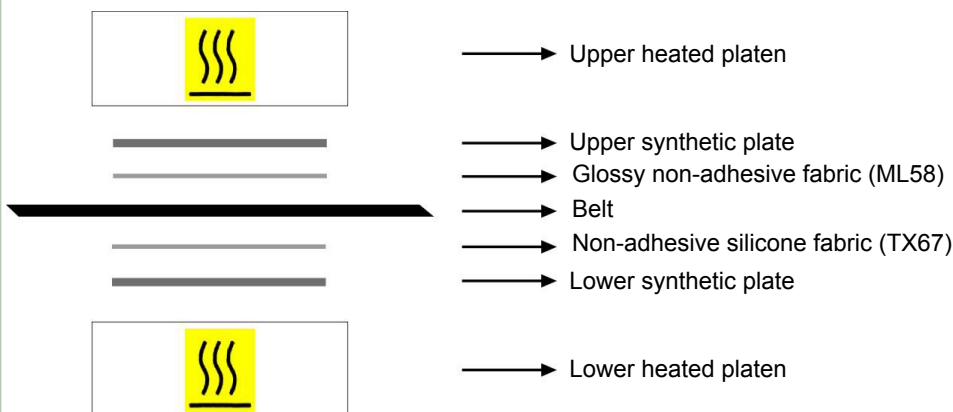 Upper heated platen
Upper synthetic plate
Glossy non-adhesive fabric (ML58)
Belt
Non-adhesive silicone fabric (TX67)
Lower synthetic plate
Lower heated platen